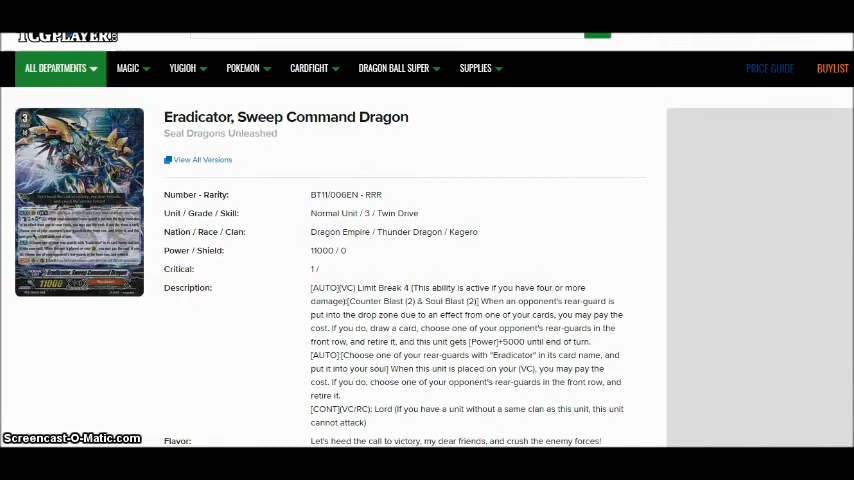 TCGPLAYER
ALL DEPARTMENTS MAGIC YUGIOH POKEMON CARDFIGHT DRAGON BALL SUPER SUPPLIES PRICE GUIDE BUYLIST
Eradicator, Sweep Command Dragon
Seal Dragons Unleashed
View All Versions
Number - Rarity: BT11/006EN - RRR
Unit / Grade / Skill: Normal Unit / 3 / Twin Drive
Nation / Race / Clan: Dragon Empire / Thunder Dragon / Kagero
Power / Shield: 11000 / 0
Critical: 1 /
Description: [AUTO](VC) Limit Break 4 (This ability is active if you have four or more
damage):[Counter Blast (2) & Soul Blast (2)] When an opponent's rear-guard is
put into the drop zone due to an effect from one of your cards, you may pay the
cost. If you do, draw a card, choose one of your opponent's rear-guards in the
front row, and retire it, and this unit gets [Power]+5000 until end of turn.
[AUTO]:[Choose one of your rear-guards with "Eradicator" in its card name, and
put it into your soul] When this unit is placed on your (VC), you may pay the
cost. If you do, choose one of your opponent's rear-guards in the front row, and
retire it.
[CONT](VC/RC): Lord (If you have a unit without a same clan as this unit, this unit
cannot attack)
Flavor: Let's heed the call to victory, my dear friends, and crush the enemy forces!
3
Eradicator, Sweep Command Dragon
11000
Screencast-O-Matic.com